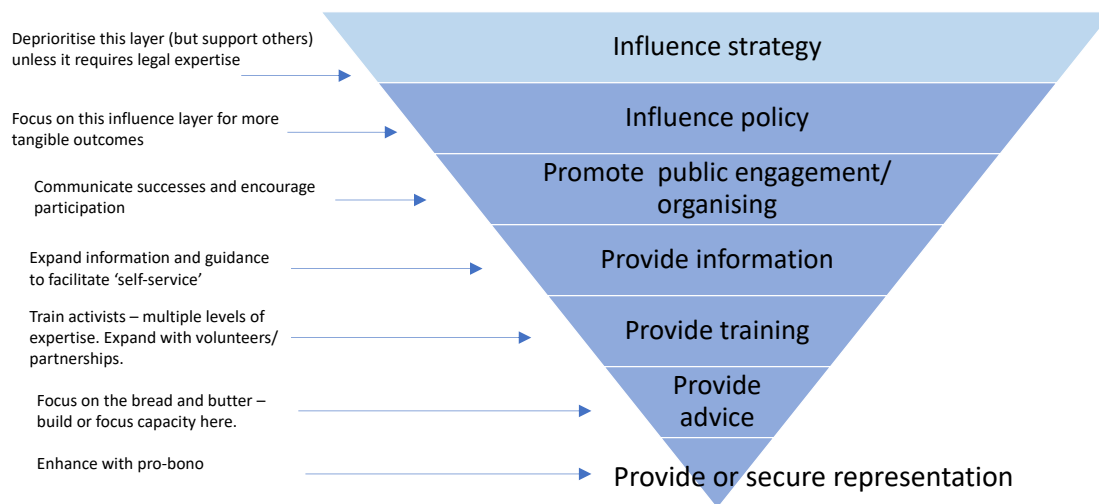 Deprioritise this layer (but support others)
unless it requires legal expertise
Influence strategy
Focus on this influence layer for more
tangible outcomes
Influence policy
Communicate successes and encourage
participation
Promote  public engagement/
organising
Expand information and guidance
to facilitate ‘self-service’
Provide information
Train activists – multiple levels of
expertise. Expand with volunteers/
partnerships.
Provide training
Focus on the bread and butter –
build or focus capacity here.
Provide
advice
Enhance with pro-bono
Provide or secure representation